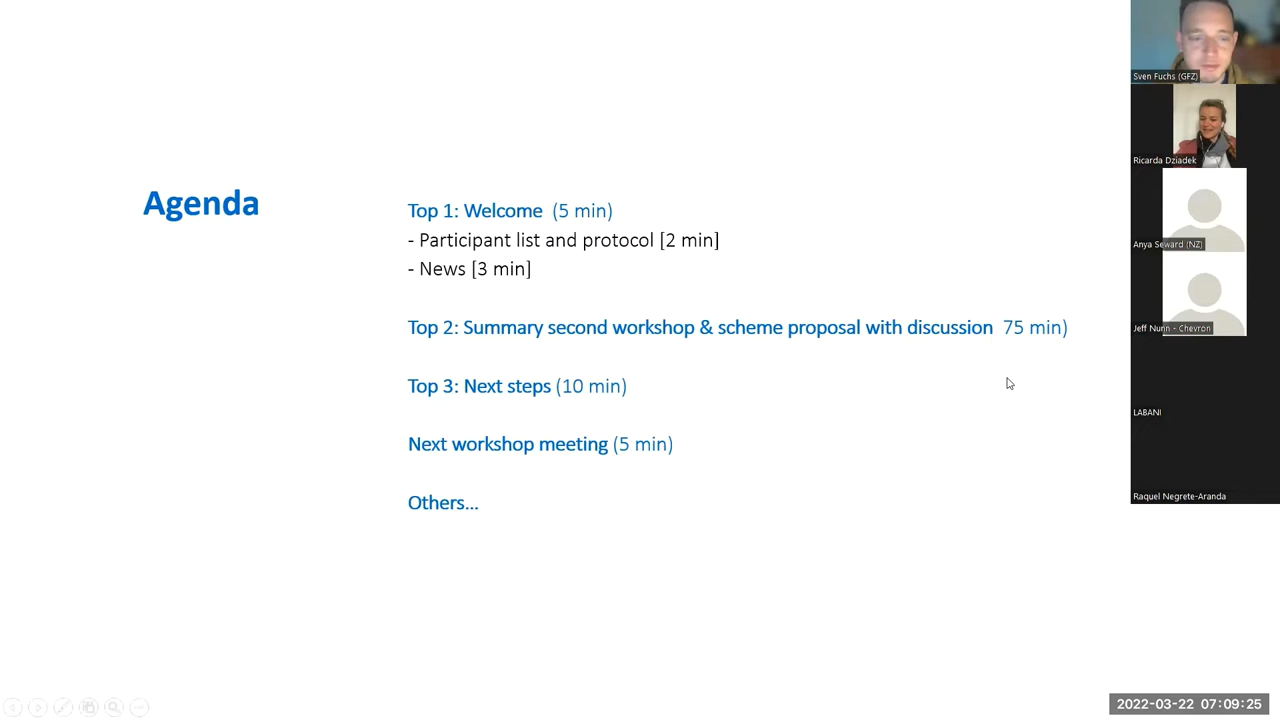 Agenda
Top 1: Welcome (5 min)
- Participant list and protocol [2 min]
- News [3 min]
Top 2: Summary second workshop & scheme proposal with discussion 75 min)
Top 3: Next steps (10 min)
Next workshop meeting (5 min)
Others...
Sven Fuchs (GFZ)
Ricarda Dziadek
Anya Seward (NZ)
Jeff Nunn - Chevron
LABANI
Raquel Negrete-Aranda
2022-03-22 07:09:25